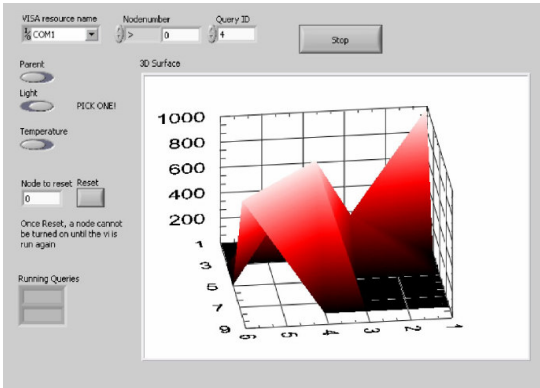 VISA resource name Nodenumber Query ID
COM1 > 0 4
Stop
Parent
3D Surface
Light
PICK ONE!
Temperature
Node to reset Reset
0
Once Reset, a node cannot
be turned on until the vi is
run again
Running Queries
1000
800
600
400
200
1
3
5
7
9
6 5 4 3 2 1